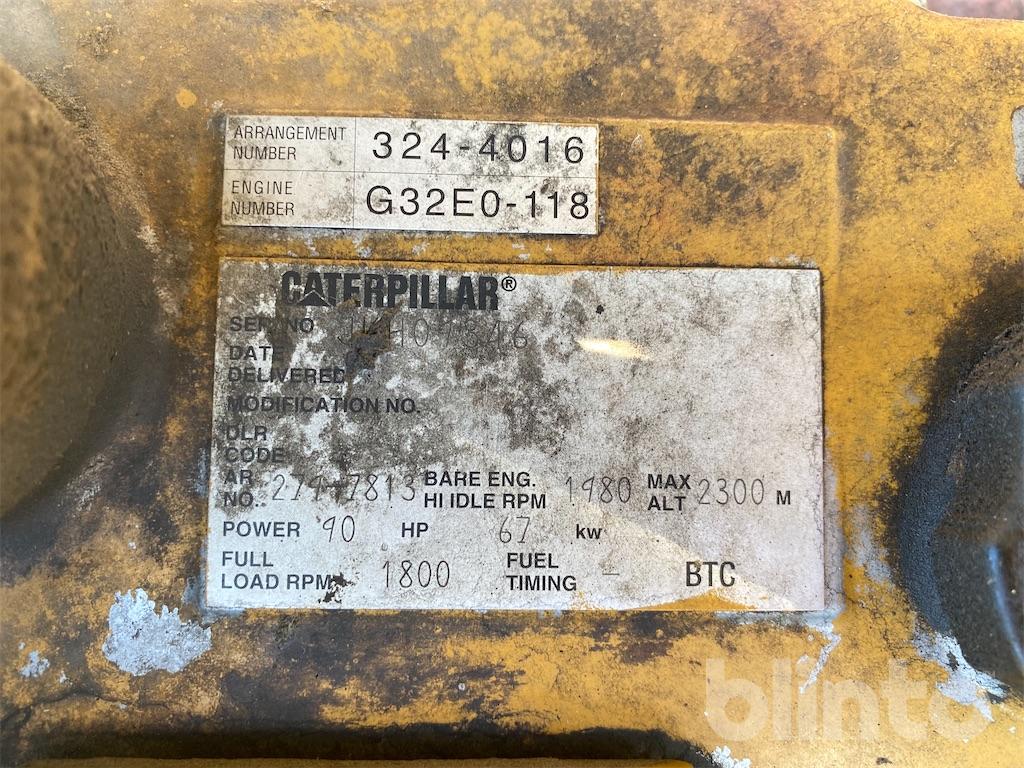 ARRANGEMENT NUMBER 324-4016
ENGINE NUMBER G32E0-118
CATERPILLAR®
SER NO
DATE
DELIVERED
MODIFICATION NO.
DLR
CODE
AR NO. BARE ENG. HI IDLE RPM 1980 MAX ALT 2300 M
POWER 90 HP 67 kw
FULL LOAD RPM 1800 FUEL TIMING – BTC
blinto